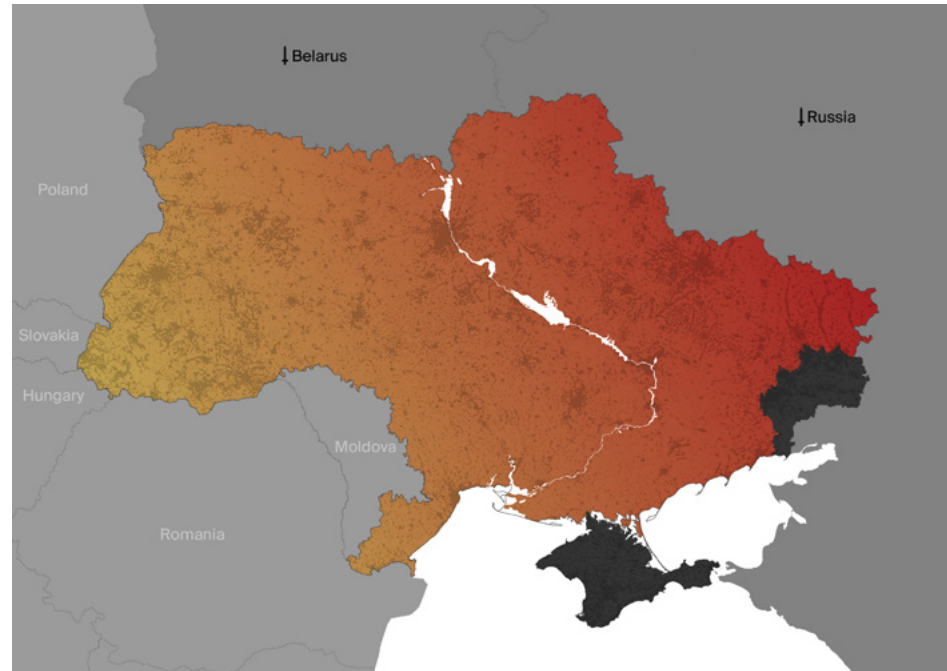 Belarus
Russia
Poland
Slovakia
Hungary
Moldova
Romania